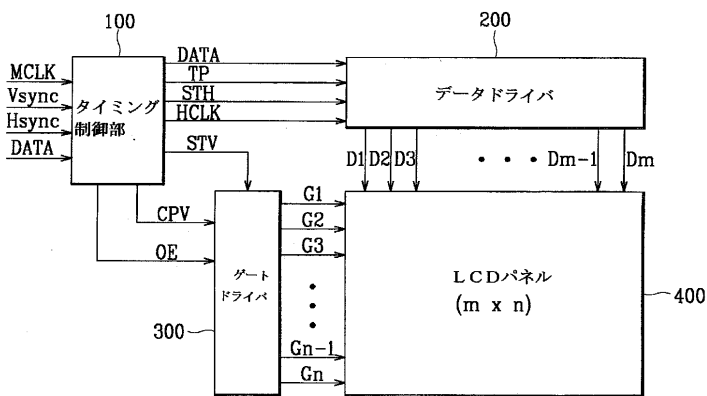 100
200
MCLK
Vsync
Hsync
DATA
タイミング
制御部
DATA
TP
STH
HCLK
STV
データドライバ
D1 D2 D3 • • • Dm-1 Dm
CPV
OE
ゲート
ドライバ
300
G1
G2
G3
Gn-1
Gn
LCDパネル
(m x n)
400